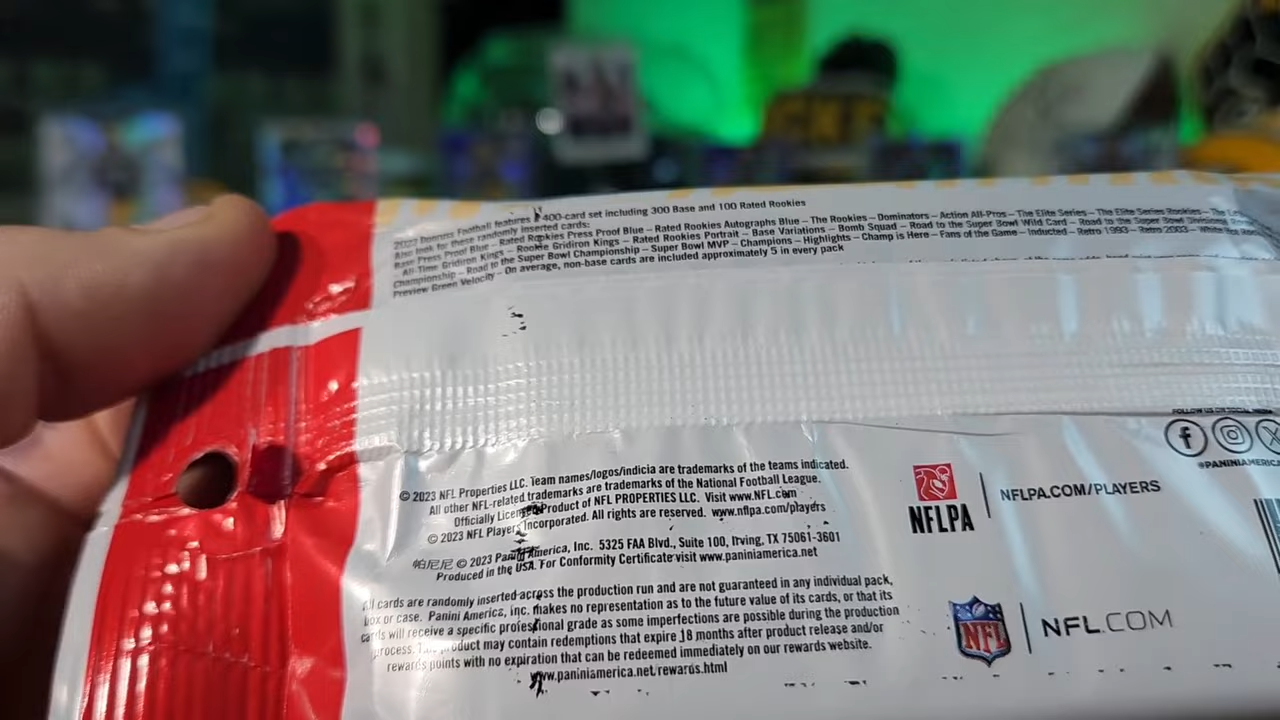 2023 Donruss Football features 400-card set including 300 Base and 100 Rated Rookies
Also look for these randomly inserted cards:
Base Press Proof Blue – Rated Rookies Press Proof Blue – Rated Rookies Autographs Blue – The Rookies – Dominators – Action All-Pros – The Elite Series – The Elite Series Rookies – The
– All-Time Gridiron Kings – Rookie Gridiron Kings – Rated Rookies Portrait – Base Variations – Bomb Squad – Road to the Super Bowl Wild Card – Road to the Super Bowl Divisional
Championship – Road to the Super Bowl Championship – Super Bowl MVP – Champions – Highlights – Champ is Here – Fans of the Game – Inducted – Retro 1993 – Retro 2003 – White
Preview Green Velocity – On average, non-base cards are included approximately 5 in every pack
FOLLOW US ON SOCIAL MEDIA
@PANINIAMERICA
© 2023 NFL Properties LLC. Team names/logos/indicia are trademarks of the teams indicated.
All other NFL-related trademarks are trademarks of the National Football League.
Officially Licensed Product of NFL PROPERTIES LLC. Visit www.NFL.com
© 2023 NFL Players Incorporated. All rights are reserved. www.nflpa.com/players
帕尼尼 © 2023 Panini America, Inc. 5325 FAA Blvd., Suite 100, Irving, TX 75061-3601
Produced in the USA. For Conformity Certificate visit www.paniniamerica.net
NFLPA
NFLPA.COM/PLAYERS
All cards are randomly inserted across the production run and are not guaranteed in any individual pack,
box or case. Panini America, Inc. makes no representation as to the future value of its cards, or that its
cards will receive a specific professional grade as some imperfections are possible during the production
process. This product may contain redemptions that expire 18 months after product release and/or
rewards points with no expiration that can be redeemed immediately on our rewards website.
www.paniniamerica.net/rewards.html
NFL
NFL.COM